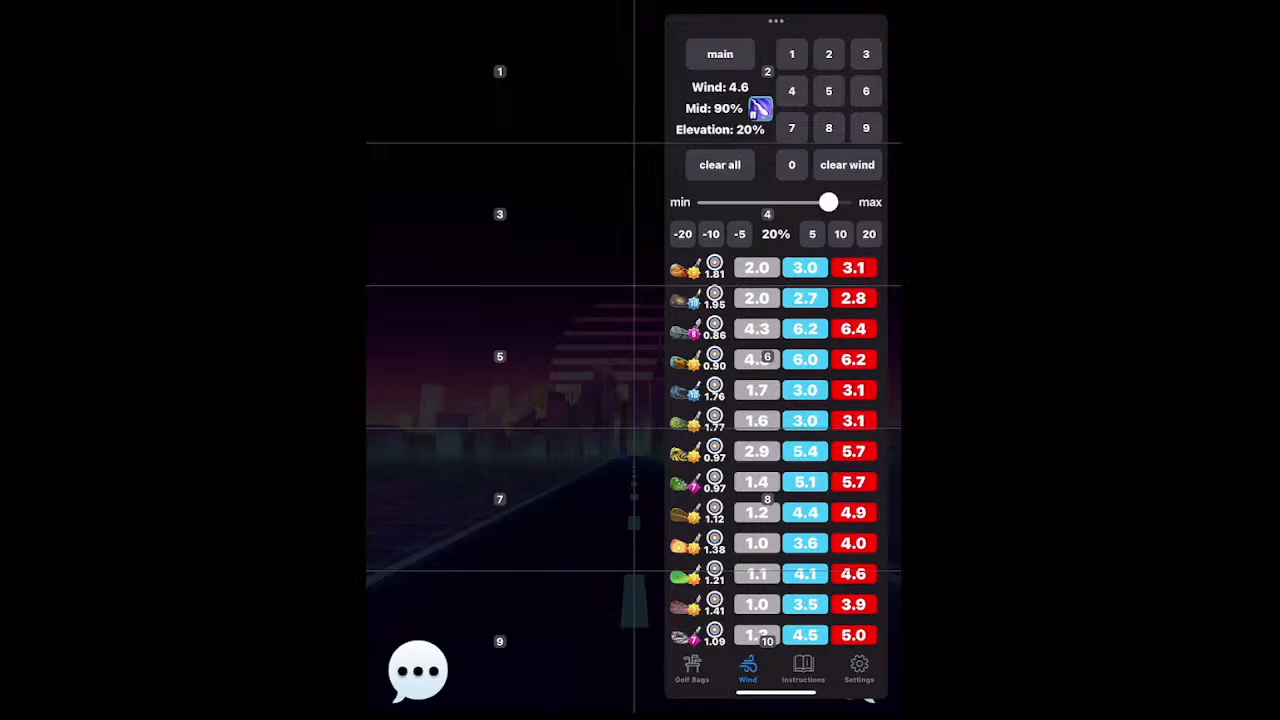 main 1 2 3
1
2
Wind: 4.6
4 5 6
Mid: 90%
Elevation: 20%
7 8 9
clear all 0 clear wind
min max
3
4
-20 -10 -5 20% 5 10 20
1.81 2.0 3.0 3.1
1.95 2.0 2.7 2.8
0.86 4.3 6.2 6.4
5
6
0.90 6.0 6.2
1.76 1.7 3.0 3.1
1.77 1.6 3.0 3.1
0.97 2.9 5.4 5.7
0.97 1.4 5.1 5.7
7
8
1.12 1.2 4.4 4.9
1.38 1.0 3.6 4.0
1.21 1.1 4.1 4.6
1.41 1.0 3.5 3.9
9
10
1.09 4.5 5.0
Golf Bags Wind Instructions Settings